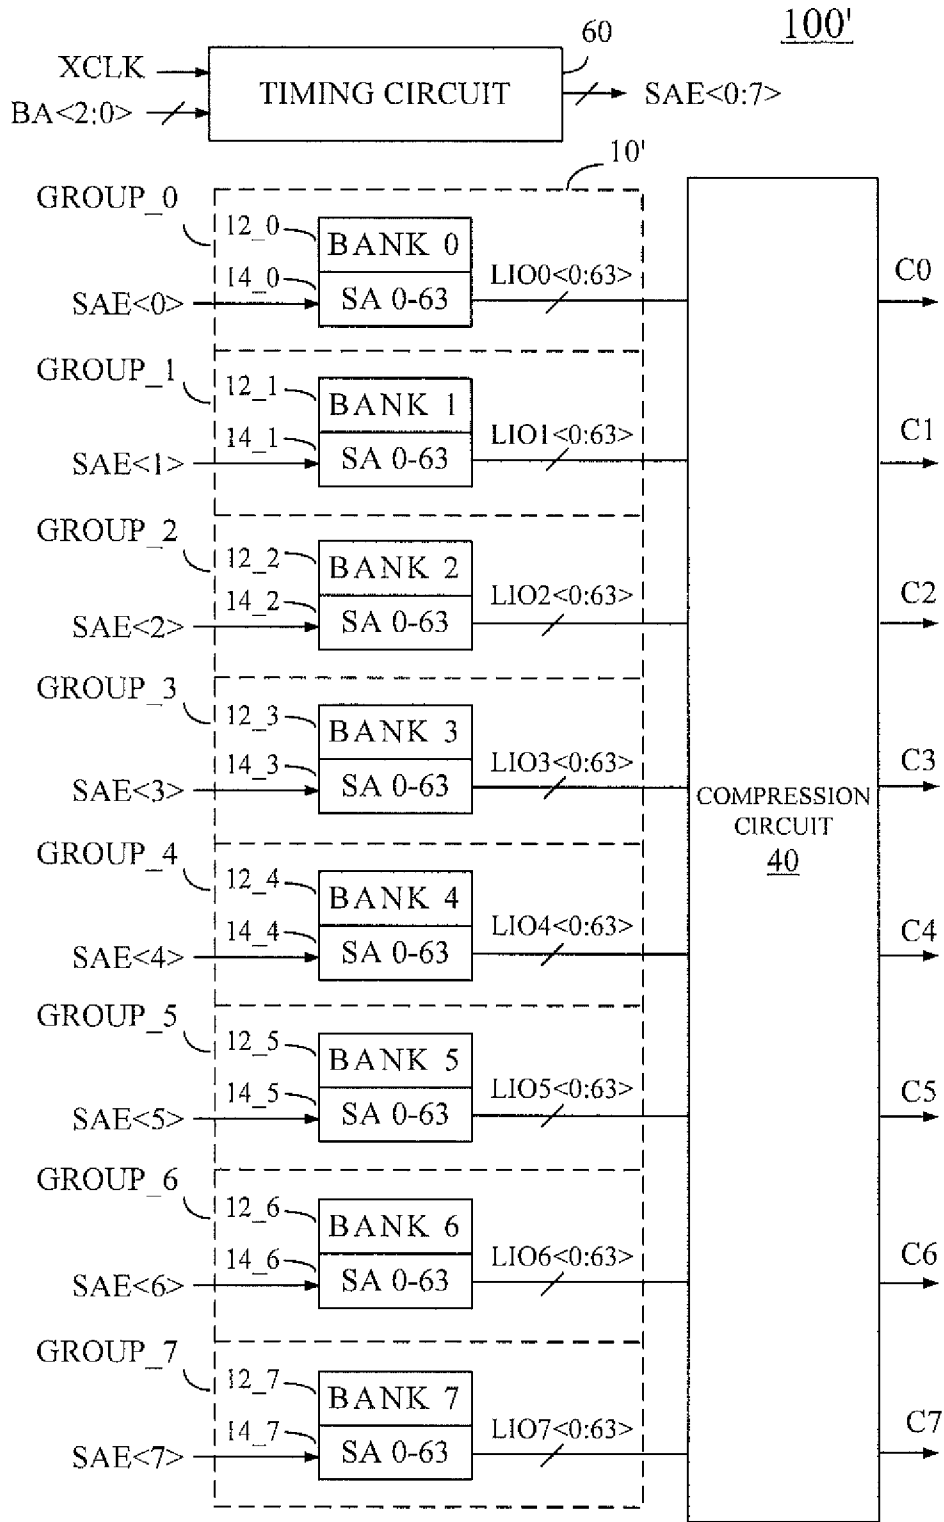 100'
60
XCLK
BA<2:0>
TIMING CIRCUIT
SAE<0:7>
10'
GROUP_0
12_0
BANK 0
14_0
SAE<0>
SA 0-63
LIO0<0:63>
C0
GROUP_1
12_1
BANK 1
14_1
SAE<1>
SA 0-63
LIO1<0:63>
C1
GROUP_2
12_2
BANK 2
14_2
SAE<2>
SA 0-63
LIO2<0:63>
C2
GROUP_3
12_3
BANK 3
14_3
SAE<3>
SA 0-63
LIO3<0:63>
C3
COMPRESSION
CIRCUIT
40
GROUP_4
12_4
BANK 4
14_4
SAE<4>
SA 0-63
LIO4<0:63>
C4
GROUP_5
12_5
BANK 5
14_5
SAE<5>
SA 0-63
LIO5<0:63>
C5
GROUP_6
12_6
BANK 6
14_6
SAE<6>
SA 0-63
LIO6<0:63>
C6
GROUP_7
12_7
BANK 7
14_7
SAE<7>
SA 0-63
LIO7<0:63>
C7